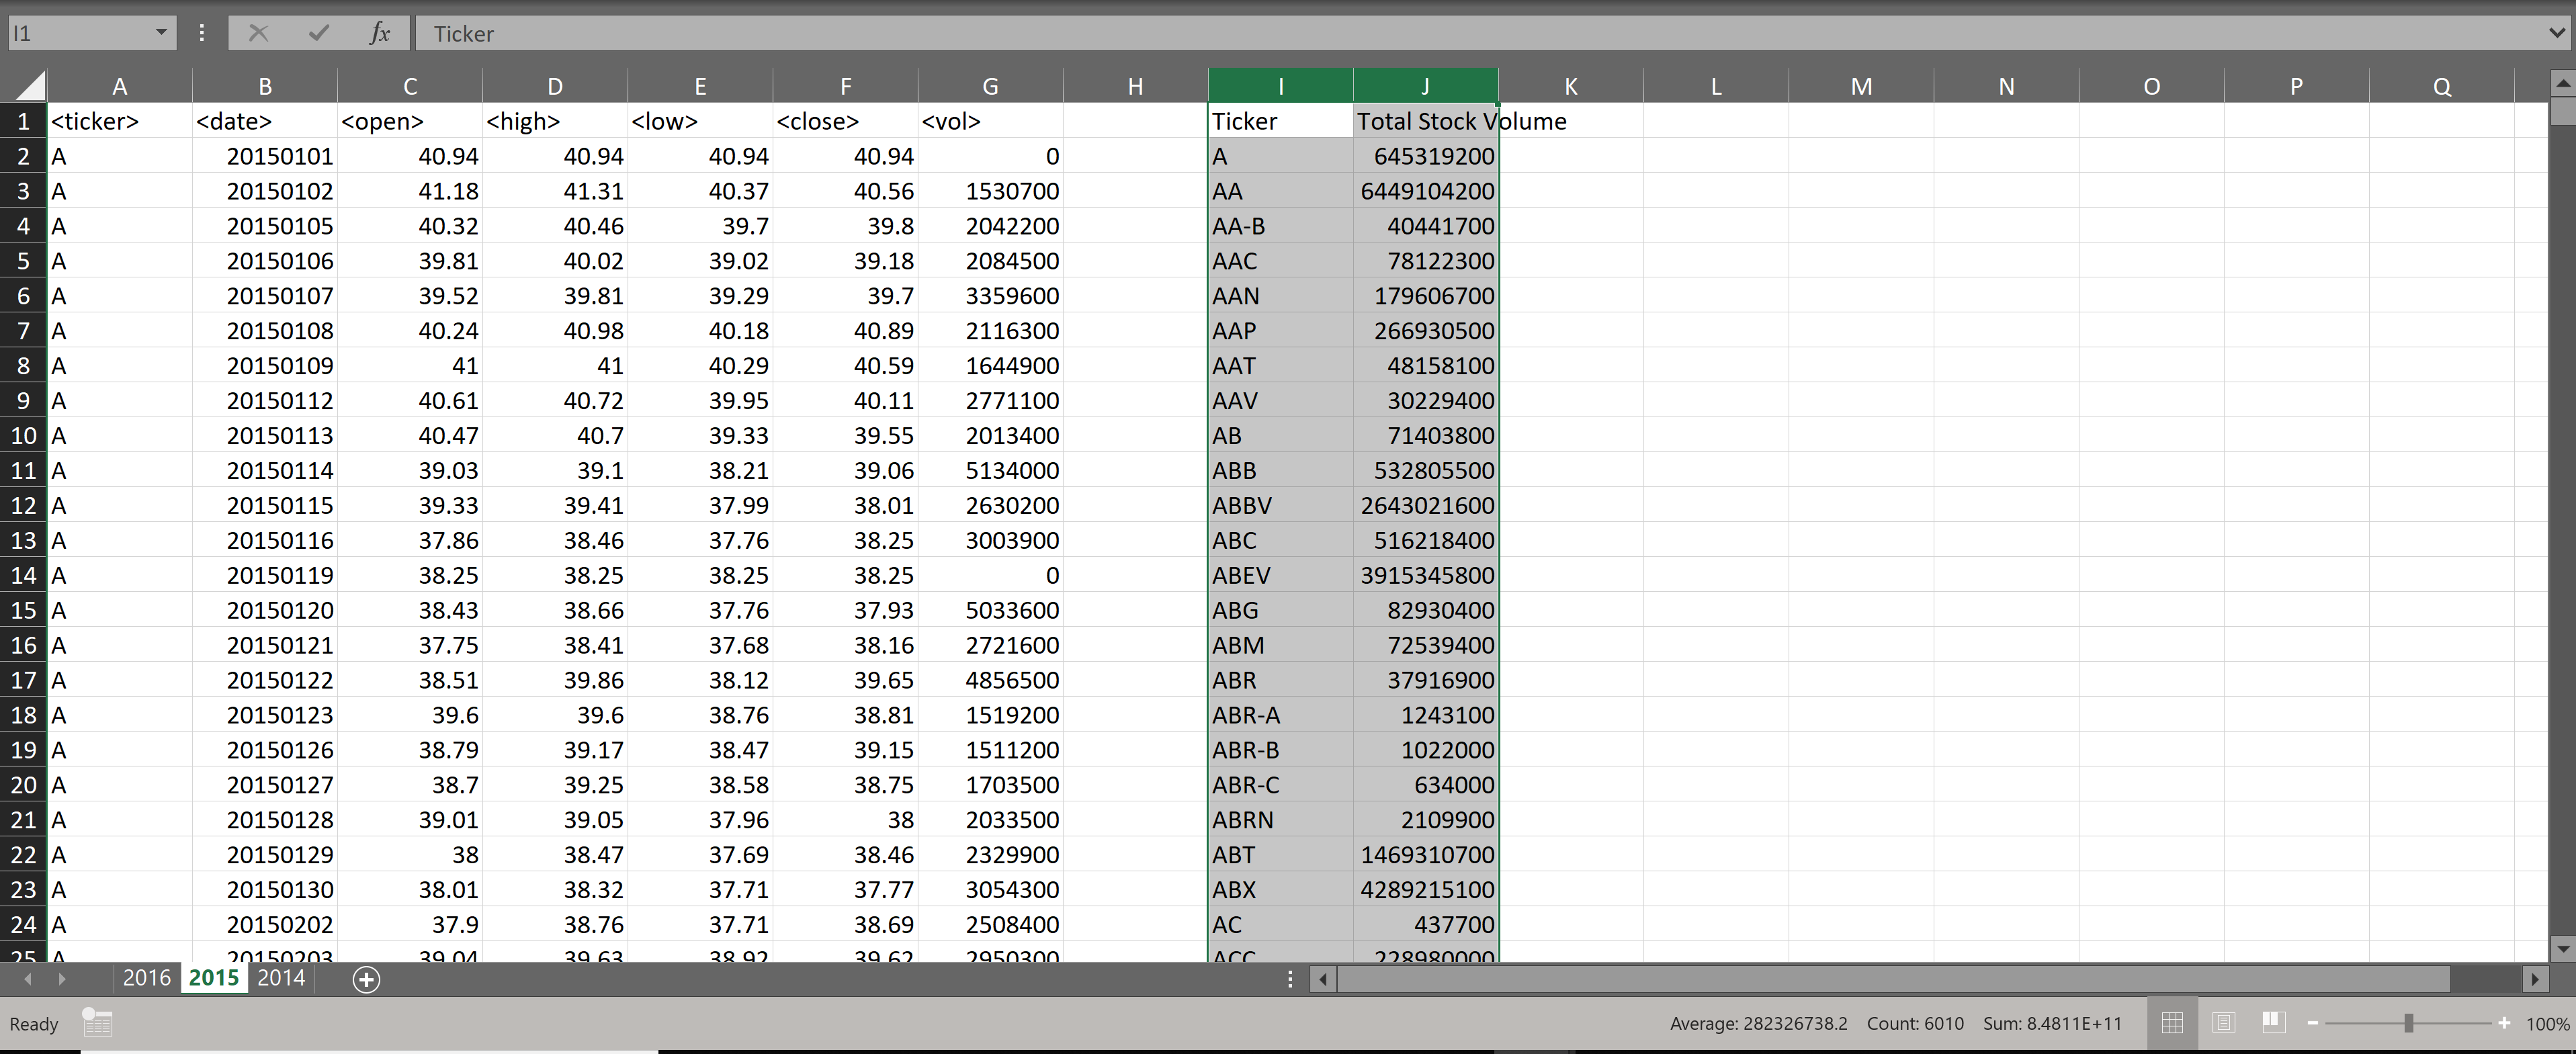 I1 fx Ticker
A B C D E F G H I J K L M N O P Q
1 <ticker> <date> <open> <high> <low> <close> <vol> Ticker Total Stock Volume
2 A 20150101 40.94 40.94 40.94 40.94 0 A 645319200
3 A 20150102 41.18 41.31 40.37 40.56 1530700 AA 6449104200
4 A 20150105 40.32 40.46 39.7 39.8 2042200 AA-B 40441700
5 A 20150106 39.81 40.02 39.02 39.18 2084500 AAC 78122300
6 A 20150107 39.52 39.81 39.29 39.7 3359600 AAN 179606700
7 A 20150108 40.24 40.98 40.18 40.89 2116300 AAP 266930500
8 A 20150109 41 41 40.29 40.59 1644900 AAT 48158100
9 A 20150112 40.61 40.72 39.95 40.11 2771100 AAV 30229400
10 A 20150113 40.47 40.7 39.33 39.55 2013400 AB 71403800
11 A 20150114 39.03 39.1 38.21 39.06 5134000 ABB 532805500
12 A 20150115 39.33 39.41 37.99 38.01 2630200 ABBV 2643021600
13 A 20150116 37.86 38.46 37.76 38.25 3003900 ABC 516218400
14 A 20150119 38.25 38.25 38.25 38.25 0 ABEV 3915345800
15 A 20150120 38.43 38.66 37.76 37.93 5033600 ABG 82930400
16 A 20150121 37.75 38.41 37.68 38.16 2721600 ABM 72539400
17 A 20150122 38.51 39.86 38.12 39.65 4856500 ABR 37916900
18 A 20150123 39.6 39.6 38.76 38.81 1519200 ABR-A 1243100
19 A 20150126 38.79 39.17 38.47 39.15 1511200 ABR-B 1022000
20 A 20150127 38.7 39.25 38.58 38.75 1703500 ABR-C 634000
21 A 20150128 39.01 39.05 37.96 38 2033500 ABRN 2109900
22 A 20150129 38 38.47 37.69 38.46 2329900 ABT 1469310700
23 A 20150130 38.01 38.32 37.71 37.77 3054300 ABX 4289215100
24 A 20150202 37.9 38.76 37.71 38.69 2508400 AC 437700
25 A 20150203 39.04 39.63 38.92 39.62 2950300 ACC 228980000
2016 2015 2014
Ready Average: 282326738.2 Count: 6010 Sum: 8.4811E+11 100%